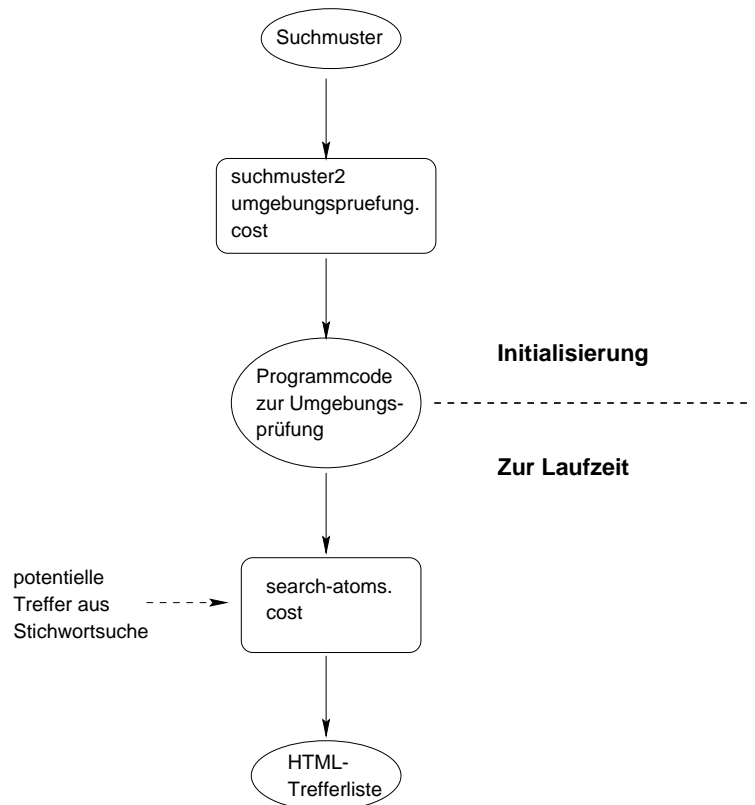 Suchmuster
suchmuster2
umgebungspruefung.
cost
Initialisierung
Programmcode
zur Umgebungs-
prüfung
Zur Laufzeit
potentielle
Treffer aus
Stichwortsuche
search-atoms.
cost
HTML-
Trefferliste